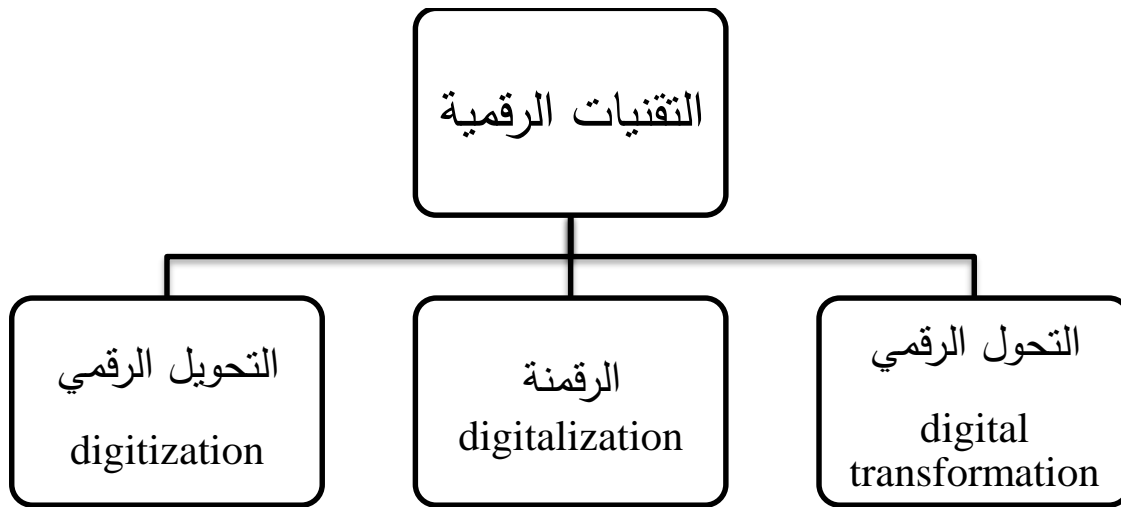 التقنيات الرقمية
التحول الرقمي
digital
transformation
الرقمنة
digitalization
التحويل الرقمي
digitization